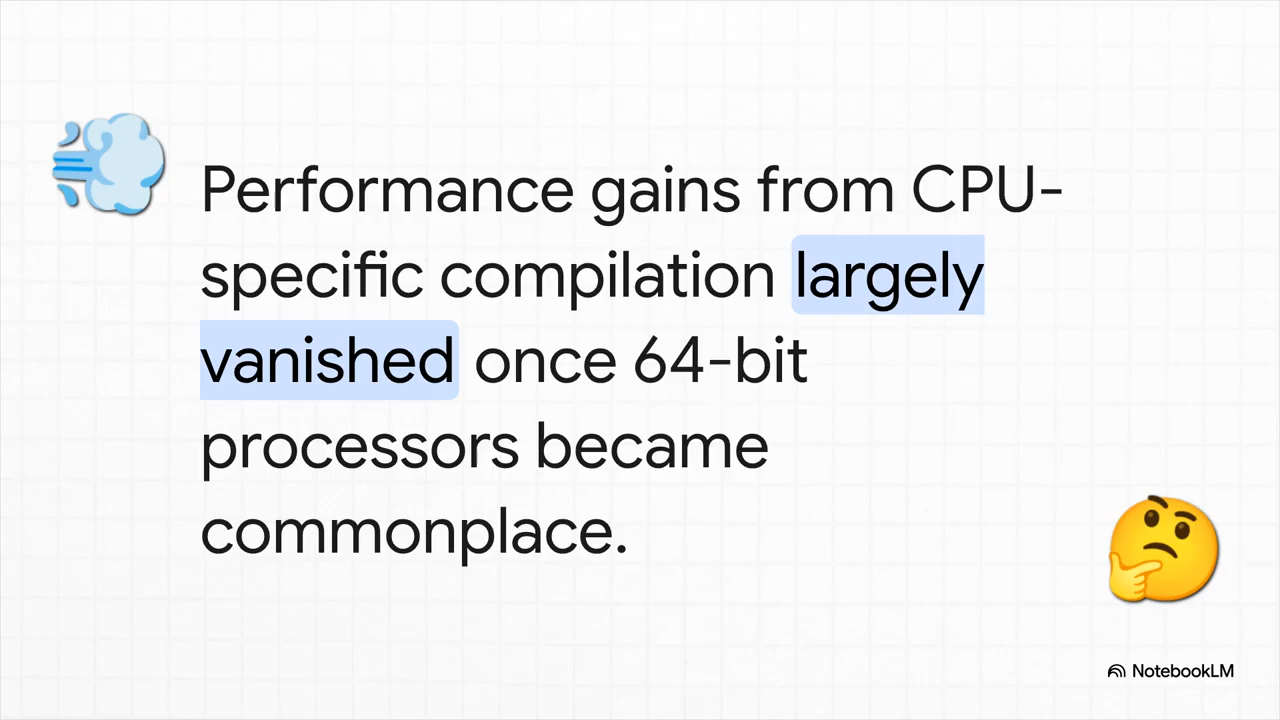 Performance gains from CPU-
specific compilation largely
vanished once 64-bit
processors became
commonplace.
NotebookLM